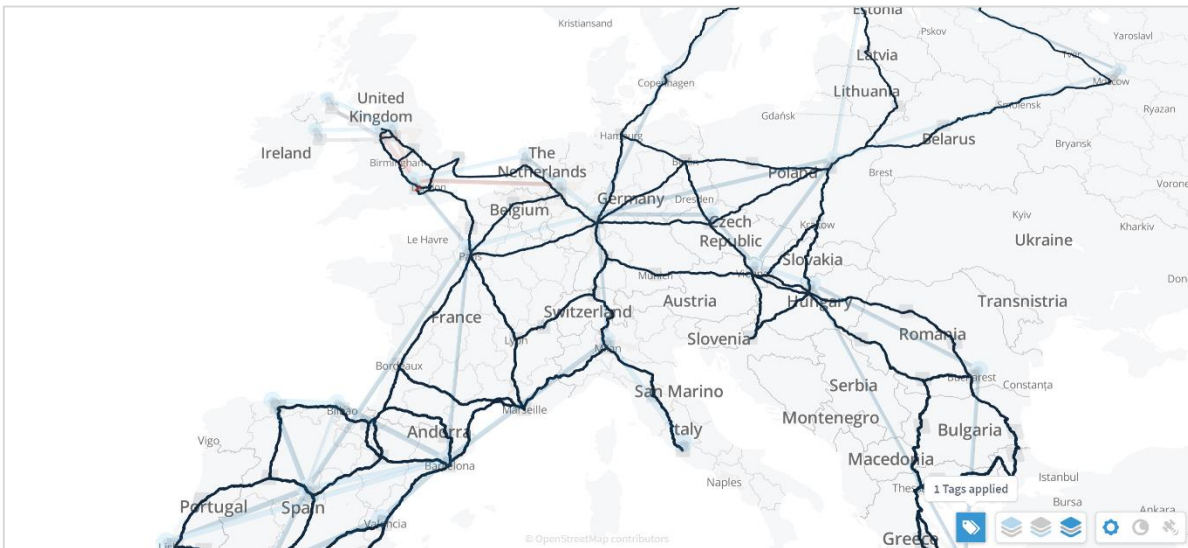 Kristiansand
Estonia
Pskov
Yaroslavl
Latvia
Tver
Moscow
Copenhagen
Lithuania
Smolensk
Ryazan
United
Kingdom
Gdańsk
Hamburg
Belarus
Bryansk
Ireland
The
Netherlands
Birmingham
Berlin
Poland
Brest
London
Voron
Belgium
Germany
Dresden
Kyiv
Kharkiv
Le Havre
Czech
Republic
Kraków
Ukraine
Paris
Slovakia
Munich
Vienna
Don
Austria
Hungary
Transnistria
France
Switzerland
Lyon
Slovenia
Romania
Milan
Bordeaux
Bucharest
Constanța
San Marino
Serbia
Marseille
Bilbao
Montenegro
Vigo
Andorra
Italy
Bulgaria
Barcelona
Macedonia
Naples
Istanbul
Thes
1 Tags applied
Portugal
Spain
Bursa
Valencia
Ankara
Greece
© OpenStreetMap contributors